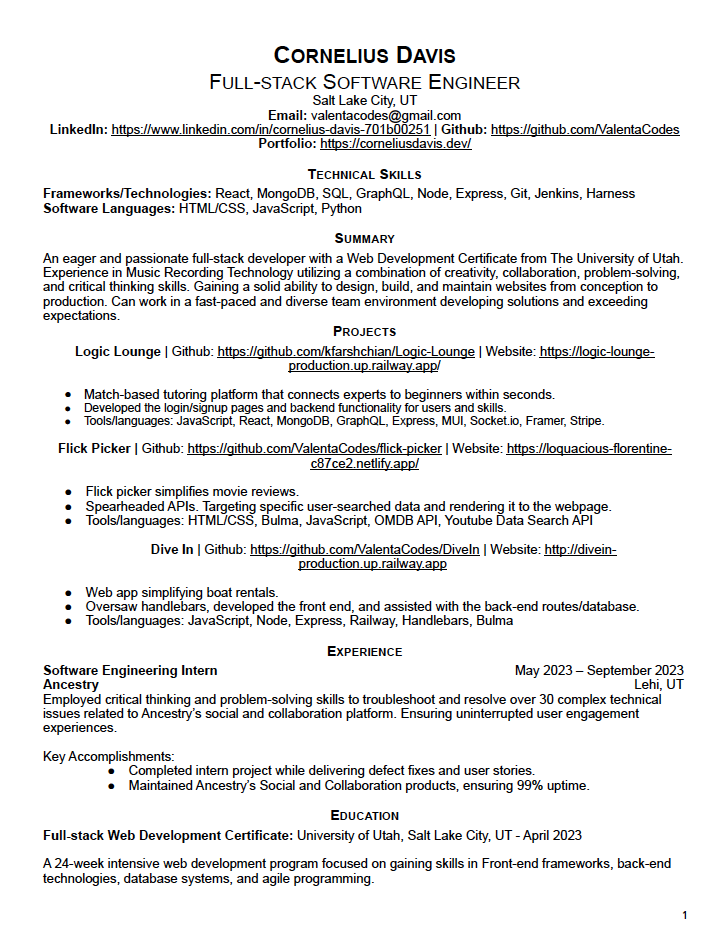 CORNELIUS DAVIS
FULL-STACK SOFTWARE ENGINEER
Salt Lake City, UT
Email: valentacodes@gmail.com
LinkedIn: https://www.linkedin.com/in/cornelius-davis-701b00251 | Github: https://github.com/ValentaCodes
Portfolio: https://corneliusdavis.dev/
TECHNICAL SKILLS
Frameworks/Technologies: React, MongoDB, SQL, GraphQL, Node, Express, Git, Jenkins, Harness
Software Languages: HTML/CSS, JavaScript, Python
SUMMARY
An eager and passionate full-stack developer with a Web Development Certificate from The University of Utah.
Experience in Music Recording Technology utilizing a combination of creativity, collaboration, problem-solving,
and critical thinking skills. Gaining a solid ability to design, build, and maintain websites from conception to
production. Can work in a fast-paced and diverse team environment developing solutions and exceeding
expectations.
PROJECTS
Logic Lounge | Github: https://github.com/kfarshchian/Logic-Lounge | Website: https://logic-lounge-
production.up.railway.app/
● Match-based tutoring platform that connects experts to beginners within seconds.
● Developed the login/signup pages and backend functionality for users and skills.
● Tools/languages: JavaScript, React, MongoDB, GraphQL, Express, MUI, Socket.io, Framer, Stripe.
Flick Picker | Github: https://github.com/ValentaCodes/flick-picker | Website: https://loquacious-florentine-
c87ce2.netlify.app/
● Flick picker simplifies movie reviews.
● Spearheaded APIs. Targeting specific user-searched data and rendering it to the webpage.
● Tools/languages: HTML/CSS, Bulma, JavaScript, OMDB API, Youtube Data Search API
Dive In | Github: https://github.com/ValentaCodes/DiveIn | Website: http://divein-
production.up.railway.app
● Web app simplifying boat rentals.
● Oversaw handlebars, developed the front end, and assisted with the back-end routes/database.
● Tools/languages: JavaScript, Node, Express, Railway, Handlebars, Bulma
EXPERIENCE
Software Engineering Intern May 2023 – September 2023
Ancestry Lehi, UT
Employed critical thinking and problem-solving skills to troubleshoot and resolve over 30 complex technical
issues related to Ancestry's social and collaboration platform. Ensuring uninterrupted user engagement
experiences.
Key Accomplishments:
● Completed intern project while delivering defect fixes and user stories.
● Maintained Ancestry's Social and Collaboration products, ensuring 99% uptime.
EDUCATION
Full-stack Web Development Certificate: University of Utah, Salt Lake City, UT - April 2023
A 24-week intensive web development program focused on gaining skills in Front-end frameworks, back-end
technologies, database systems, and agile programming.
1